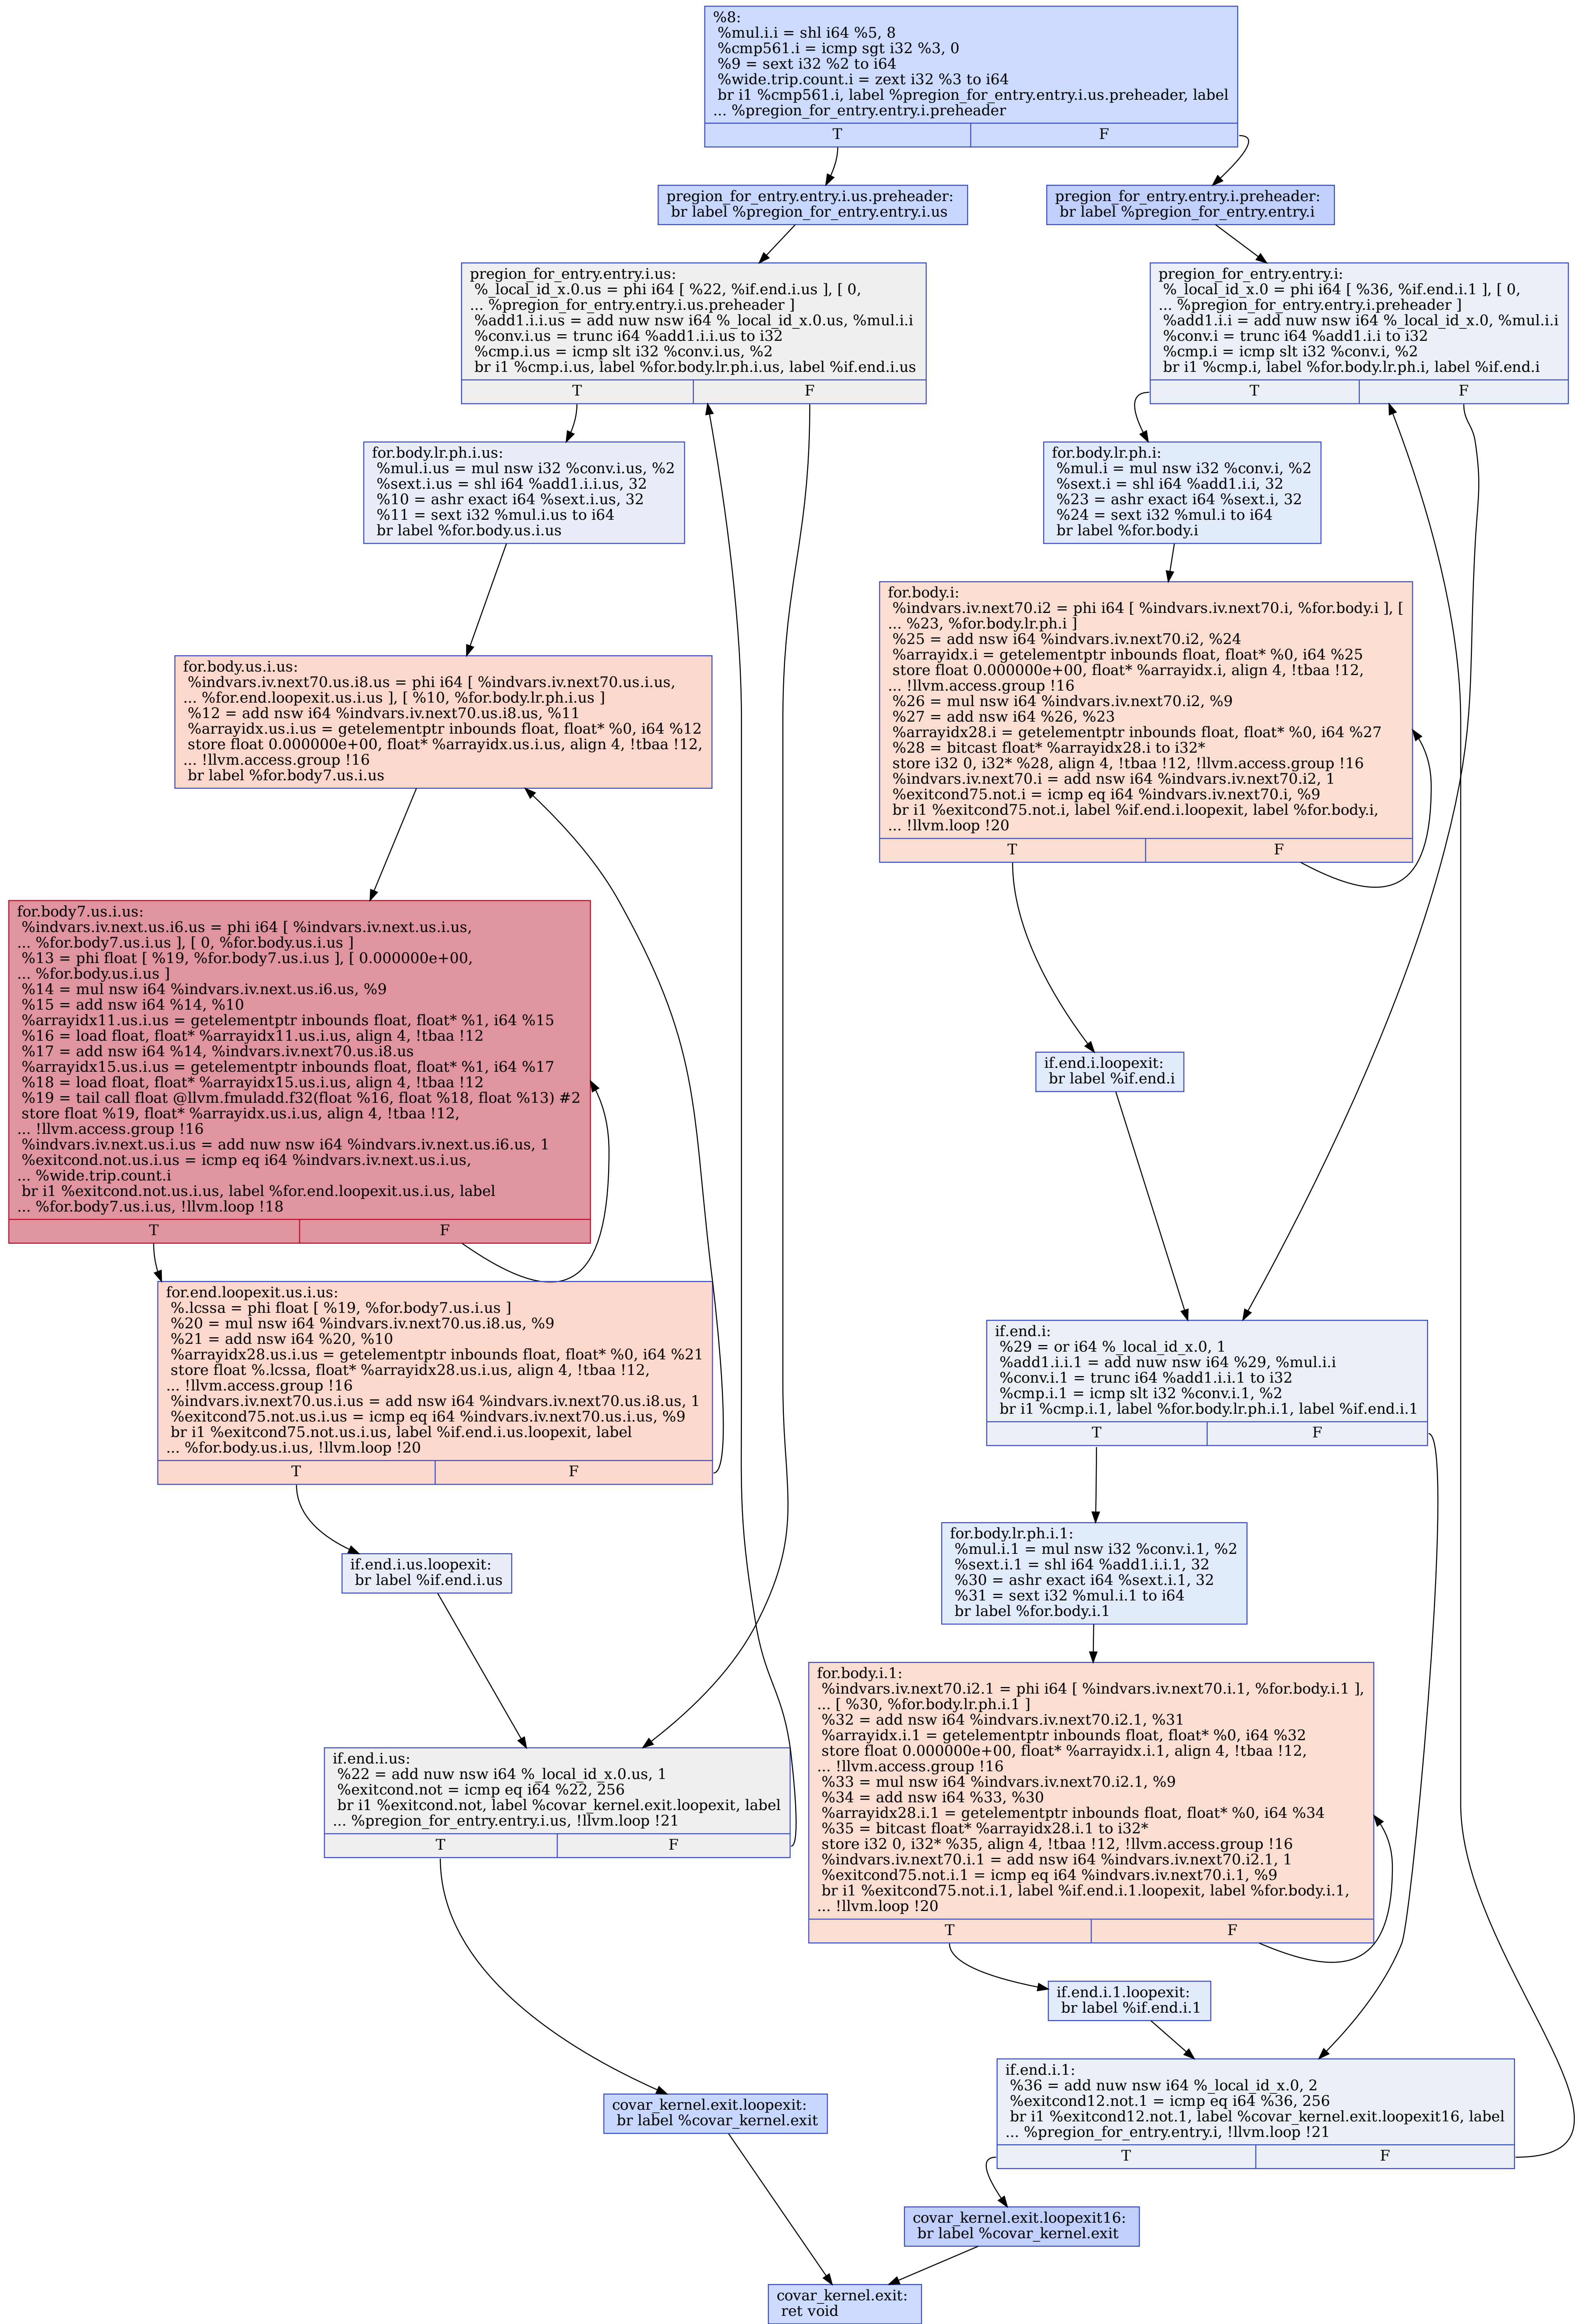 %8:
%mul.i.i = shl i64 %5, 8
%cmp561.i = icmp sgt i32 %3, 0
%9 = sext i32 %2 to i64
%wide.trip.count.i = zext i32 %3 to i64
br i1 %cmp561.i, label %pregion_for_entry.entry.i.us.preheader, label
... %pregion_for_entry.entry.i.preheader
T F
pregion_for_entry.entry.i.us.preheader:
br label %pregion_for_entry.entry.i.us
pregion_for_entry.entry.i.preheader:
br label %pregion_for_entry.entry.i
pregion_for_entry.entry.i.us:
%_local_id_x.0.us = phi i64 [ %22, %if.end.i.us ], [ 0,
... %pregion_for_entry.entry.i.us.preheader ]
%add1.i.i.us = add nuw nsw i64 %_local_id_x.0.us, %mul.i.i
%conv.i.us = trunc i64 %add1.i.i.us to i32
%cmp.i.us = icmp slt i32 %conv.i.us, %2
br i1 %cmp.i.us, label %for.body.lr.ph.i.us, label %if.end.i.us
T F
pregion_for_entry.entry.i:
%_local_id_x.0 = phi i64 [ %36, %if.end.i.1 ], [ 0,
... %pregion_for_entry.entry.i.preheader ]
%add1.i.i = add nuw nsw i64 %_local_id_x.0, %mul.i.i
%conv.i = trunc i64 %add1.i.i to i32
%cmp.i = icmp slt i32 %conv.i, %2
br i1 %cmp.i, label %for.body.lr.ph.i, label %if.end.i
T F
for.body.lr.ph.i.us:
%mul.i.us = mul nsw i32 %conv.i.us, %2
%sext.i.us = shl i64 %add1.i.i.us, 32
%10 = ashr exact i64 %sext.i.us, 32
%11 = sext i32 %mul.i.us to i64
br label %for.body.us.i.us
for.body.lr.ph.i:
%mul.i = mul nsw i32 %conv.i, %2
%sext.i = shl i64 %add1.i.i, 32
%23 = ashr exact i64 %sext.i, 32
%24 = sext i32 %mul.i to i64
br label %for.body.i
for.body.i:
%indvars.iv.next70.i2 = phi i64 [ %indvars.iv.next70.i, %for.body.i ], [
... %23, %for.body.lr.ph.i ]
%25 = add nsw i64 %indvars.iv.next70.i2, %24
%arrayidx.i = getelementptr inbounds float, float* %0, i64 %25
store float 0.000000e+00, float* %arrayidx.i, align 4, !tbaa !12,
... !llvm.access.group !16
%26 = mul nsw i64 %indvars.iv.next70.i2, %9
%27 = add nsw i64 %26, %23
%arrayidx28.i = getelementptr inbounds float, float* %0, i64 %27
%28 = bitcast float* %arrayidx28.i to i32*
store i32 0, i32* %28, align 4, !tbaa !12, !llvm.access.group !16
%indvars.iv.next70.i = add nsw i64 %indvars.iv.next70.i2, 1
%exitcond75.not.i = icmp eq i64 %indvars.iv.next70.i, %9
br i1 %exitcond75.not.i, label %if.end.i.loopexit, label %for.body.i,
... !llvm.loop !20
T F
for.body.us.i.us:
%indvars.iv.next70.us.i8.us = phi i64 [ %indvars.iv.next70.us.i.us,
... %for.end.loopexit.us.i.us ], [ %10, %for.body.lr.ph.i.us ]
%12 = add nsw i64 %indvars.iv.next70.us.i8.us, %11
%arrayidx.us.i.us = getelementptr inbounds float, float* %0, i64 %12
store float 0.000000e+00, float* %arrayidx.us.i.us, align 4, !tbaa !12,
... !llvm.access.group !16
br label %for.body7.us.i.us
for.body7.us.i.us:
%indvars.iv.next.us.i6.us = phi i64 [ %indvars.iv.next.us.i.us,
... %for.body7.us.i.us ], [ 0, %for.body.us.i.us ]
%13 = phi float [ %19, %for.body7.us.i.us ], [ 0.000000e+00,
... %for.body.us.i.us ]
%14 = mul nsw i64 %indvars.iv.next.us.i6.us, %9
%15 = add nsw i64 %14, %10
%arrayidx11.us.i.us = getelementptr inbounds float, float* %1, i64 %15
%16 = load float, float* %arrayidx11.us.i.us, align 4, !tbaa !12
%17 = add nsw i64 %14, %indvars.iv.next70.us.i8.us
%arrayidx15.us.i.us = getelementptr inbounds float, float* %1, i64 %17
%18 = load float, float* %arrayidx15.us.i.us, align 4, !tbaa !12
%19 = tail call float @llvm.fmuladd.f32(float %16, float %18, float %13) #2
store float %19, float* %arrayidx.us.i.us, align 4, !tbaa !12,
... !llvm.access.group !16
%indvars.iv.next.us.i.us = add nuw nsw i64 %indvars.iv.next.us.i6.us, 1
%exitcond.not.us.i.us = icmp eq i64 %indvars.iv.next.us.i.us,
... %wide.trip.count.i
br i1 %exitcond.not.us.i.us, label %for.end.loopexit.us.i.us, label
... %for.body7.us.i.us, !llvm.loop !18
T F
if.end.i.loopexit:
br label %if.end.i
for.end.loopexit.us.i.us:
%.lcssa = phi float [ %19, %for.body7.us.i.us ]
%20 = mul nsw i64 %indvars.iv.next70.us.i8.us, %9
%21 = add nsw i64 %20, %10
%arrayidx28.us.i.us = getelementptr inbounds float, float* %0, i64 %21
store float %.lcssa, float* %arrayidx28.us.i.us, align 4, !tbaa !12,
... !llvm.access.group !16
%indvars.iv.next70.us.i.us = add nsw i64 %indvars.iv.next70.us.i8.us, 1
%exitcond75.not.us.i.us = icmp eq i64 %indvars.iv.next70.us.i.us, %9
br i1 %exitcond75.not.us.i.us, label %if.end.i.us.loopexit, label
... %for.body.us.i.us, !llvm.loop !20
T F
if.end.i:
%29 = or i64 %_local_id_x.0, 1
%add1.i.i.1 = add nuw nsw i64 %29, %mul.i.i
%conv.i.1 = trunc i64 %add1.i.i.1 to i32
%cmp.i.1 = icmp slt i32 %conv.i.1, %2
br i1 %cmp.i.1, label %for.body.lr.ph.i.1, label %if.end.i.1
T F
if.end.i.us.loopexit:
br label %if.end.i.us
for.body.lr.ph.i.1:
%mul.i.1 = mul nsw i32 %conv.i.1, %2
%sext.i.1 = shl i64 %add1.i.i.1, 32
%30 = ashr exact i64 %sext.i.1, 32
%31 = sext i32 %mul.i.1 to i64
br label %for.body.i.1
for.body.i.1:
%indvars.iv.next70.i2.1 = phi i64 [ %indvars.iv.next70.i.1, %for.body.i.1 ],
... [ %30, %for.body.lr.ph.i.1 ]
%32 = add nsw i64 %indvars.iv.next70.i2.1, %31
%arrayidx.i.1 = getelementptr inbounds float, float* %0, i64 %32
store float 0.000000e+00, float* %arrayidx.i.1, align 4, !tbaa !12,
... !llvm.access.group !16
%33 = mul nsw i64 %indvars.iv.next70.i2.1, %9
%34 = add nsw i64 %33, %30
%arrayidx28.i.1 = getelementptr inbounds float, float* %0, i64 %34
%35 = bitcast float* %arrayidx28.i.1 to i32*
store i32 0, i32* %35, align 4, !tbaa !12, !llvm.access.group !16
%indvars.iv.next70.i.1 = add nsw i64 %indvars.iv.next70.i2.1, 1
%exitcond75.not.i.1 = icmp eq i64 %indvars.iv.next70.i.1, %9
br i1 %exitcond75.not.i.1, label %if.end.i.1.loopexit, label %for.body.i.1,
... !llvm.loop !20
T F
if.end.i.us:
%22 = add nuw nsw i64 %_local_id_x.0.us, 1
%exitcond.not = icmp eq i64 %22, 256
br i1 %exitcond.not, label %covar_kernel.exit.loopexit, label
... %pregion_for_entry.entry.i.us, !llvm.loop !21
T F
if.end.i.1.loopexit:
br label %if.end.i.1
if.end.i.1:
%36 = add nuw nsw i64 %_local_id_x.0, 2
%exitcond12.not.1 = icmp eq i64 %36, 256
br i1 %exitcond12.not.1, label %covar_kernel.exit.loopexit16, label
... %pregion_for_entry.entry.i, !llvm.loop !21
T F
covar_kernel.exit.loopexit:
br label %covar_kernel.exit
covar_kernel.exit.loopexit16:
br label %covar_kernel.exit
covar_kernel.exit:
ret void